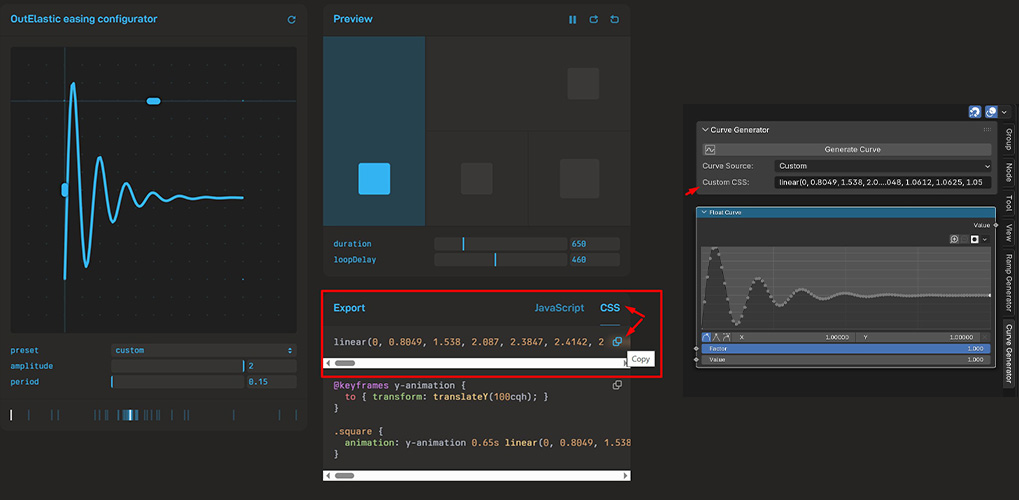 OutElastic easing configurator
preset custom
amplitude 2
period 0.15
Preview
duration 650
loopDelay 460
Export JavaScript CSS
linear(0, 0.8049, 1.538, 2.087, 2.3847, 2.4142, 2
Copy
@keyframes y-animation {
to { transform: translateY(100cqh); }
}
.square {
animation: y-animation 0.65s linear(0, 0.8049, 1.538
}
Curve Generator
Generate Curve
Curve Source: Custom
Custom CSS: linear(0, 0.8049, 1.538, 2.0....048, 1.0612, 1.0625, 1.05
Float Curve
Value
X 1.00000 Y 1.00000
Factor 1.000
Value 1.000
Group
Node
Tool
View
Ramp Generator
Curve Generator